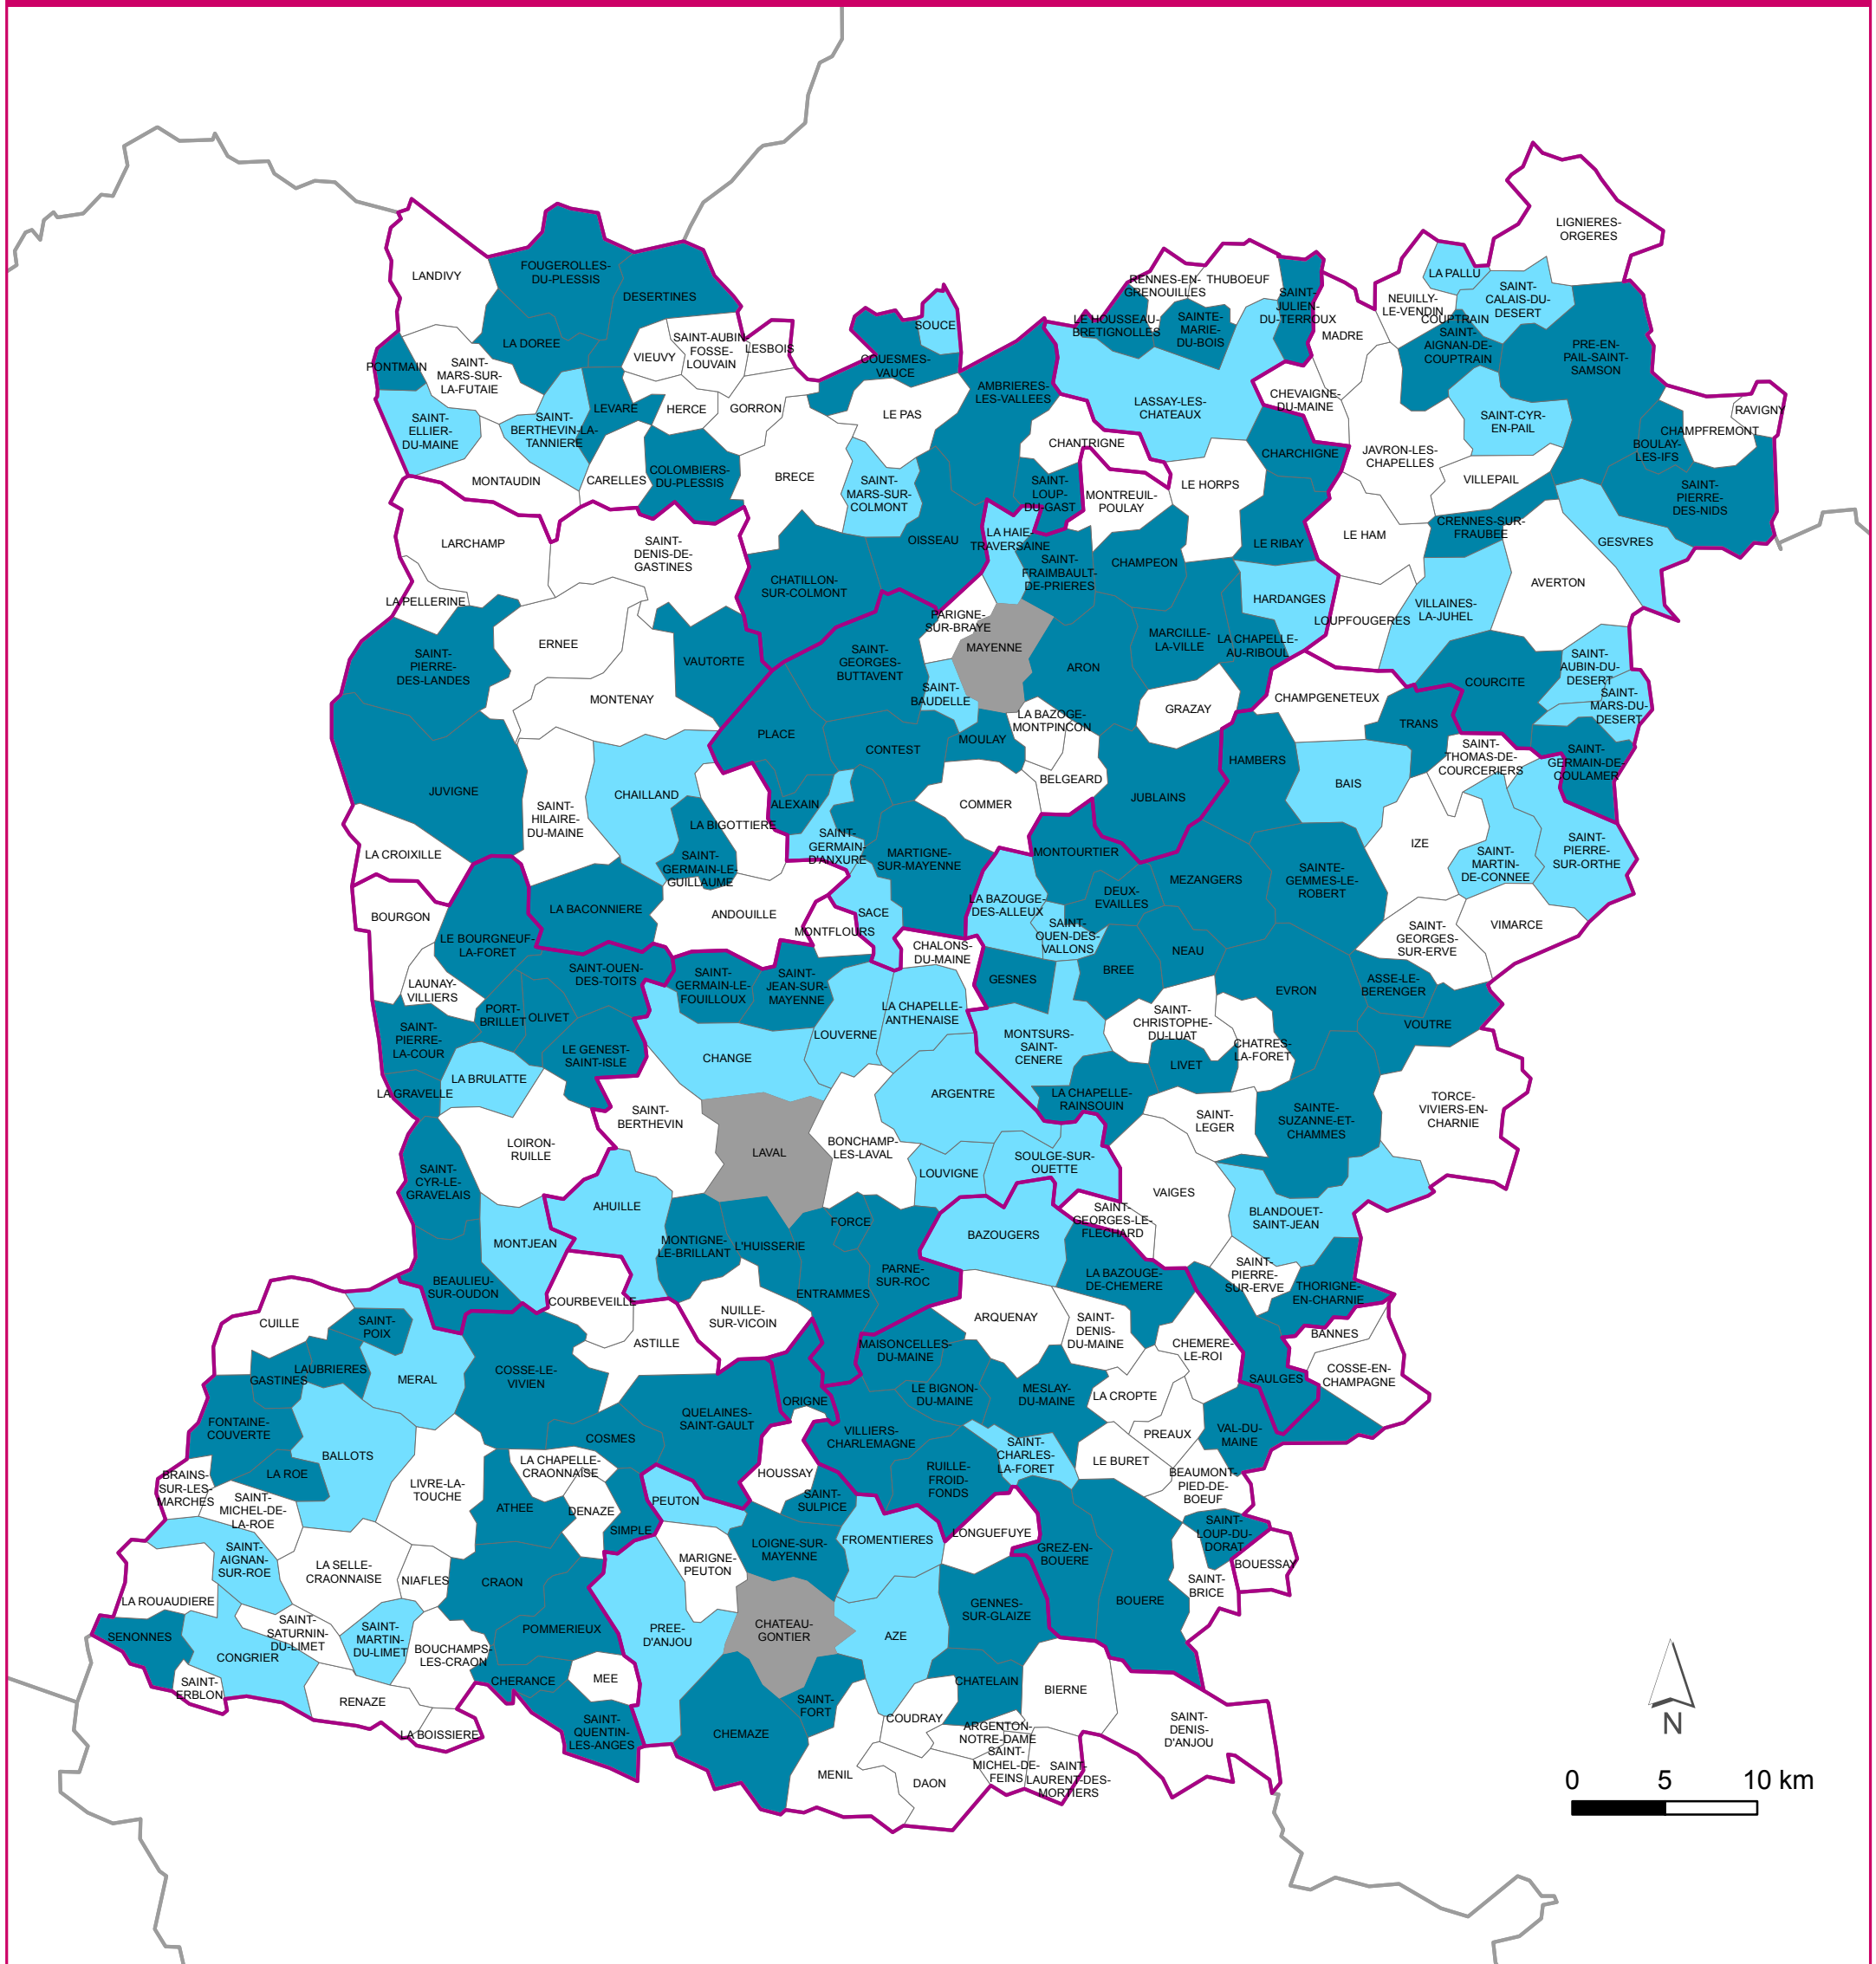 LIGNIERES-
ORGERES
LANDIVY
FOUGEROLLES-
DU-PLESSIS
DESERTINES
LA PALLU
RENNES-EN-
GRENOUILLES
THUBOEUF
SAINT-
CALAIS-DU-
DESERT
SAINT-
JULIEN-
DU-TERROUX
NEUILLY-
LE-VENDIN
SOUCE
LE HOUSSEAU-
BRETIGNOLLES
SAINTE-
MARIE-
DU-BOIS
COUPTRAIN
SAINT-
AIGNAN-DE-
COUPTRAIN
MADRE
PRE-EN-
PAIL-SAINT-
SAMSON
LA DOREE
VIEUVY
SAINT-AUBIN-
FOSSE-
LOUVAIN
LESBOIS
PONTMAIN
SAINT-
MARS-SUR-
LA-FUTAIE
COUESMES-
VAUCE
AMBRIERES-
LES-VALLEES
CHEVAIGNE-
DU-MAINE
LASSAY-LES-
CHATEAUX
LEVARE
HERCE
GORRON
LE PAS
RAVIGNY
SAINT-CYR-
EN-PAIL
CHAMPFREMONT
SAINT-
ELLIER-
DU-MAINE
SAINT-
BERTHEVIN-LA-
TANNIERE
CHANTRIGNE
CHARCHIGNE
JAVRON-LES-
CHAPELLES
BOULAY-
LES-IFS
MONTAUDIN
CARELLES
COLOMBIERS-
DU-PLESSIS
BRECE
SAINT-
MARS-SUR-
COLMONT
SAINT-
LOUP-
DU-GAST
MONTREUIL-
POULAY
LE HORPS
VILLEPAIL
SAINT-
PIERRE-
DES-NIDS
LARCHAMP
SAINT-
DENIS-DE-
GASTINES
OISSEAU
LA HAIE-
TRAVERSAINE
LE RIBAY
LE HAM
CRENNES-SUR-
FRAUBEE
GESVRES
CHATILLON-
SUR-COLMONT
SAINT-
FRAIMBAULT-
DE-PRIERES
CHAMPEON
AVERTON
LA PELLERINE
HARDANGES
VILLAINES-
LA-JUHEL
LOUPFOUGERES
PARIGNE-
SUR-BRAYE
MAYENNE
ERNEE
SAINT-
PIERRE-
DES-LANDES
VAUTORTE
SAINT-
GEORGES-
BUTTAVENT
ARON
MARCILLE-
LA-VILLE
LA CHAPELLE-
AU-RIBOUL
SAINT-
AUBIN-DU-
DESERT
COURCITE
MONTENAY
SAINT-
BAUDELLE
GRAZAY
CHAMPGENETEUX
SAINT-
MARS-DU-
DESERT
LA BAZOGE-
MONTPINCON
TRANS
PLACE
CONTEST
MOULAY
HAMBERS
SAINT-
THOMAS-DE-
COURCERIERS
SAINT-
GERMAIN-DE-
COULAMER
BELGEARD
BAIS
JUVIGNE
CHAILLAND
ALEXAIN
COMMER
JUBLAINS
SAINT-
HILAIRE-
DU-MAINE
LA BIGOTTIERE
SAINT-
GERMAIN-
D'ANXURE
IZE
SAINT-
PIERRE-
SUR-ORTHE
LA CROIXILLE
SAINT-
GERMAIN-LE-
GUILLAUME
MARTIGNE-
SUR-MAYENNE
MONTOURTIER
SAINT-
MARTIN-
DE-CONNEE
MEZANGERS
SAINTE-
GEMMES-LE-
ROBERT
DEUX-
EVAILLES
BOURGON
LA BACONNIERE
ANDOUILLE
SACE
LA BAZOUGE-
DES-ALLEUX
VIMARCE
MONTFLOURS
SAINT-
OUEN-DES-
VALLONS
SAINT-
GEORGES-
SUR-ERVE
LE BOURGNEUF-
LA-FORET
CHALONS-
DU-MAINE
NEAU
BREE
SAINT-OUEN-
DES-TOITS
SAINT-
GERMAIN-LE-
FOUILLOUX
SAINT-
JEAN-SUR-
MAYENNE
GESNES
ASSE-LE-
BERENGER
LAUNAY-
VILLIERS
EVRON
PORT-
BRILLET
OLIVET
LA CHAPELLE-
ANTHENAISE
SAINT-
CHRISTOPHE-
DU-LUAT
VOUTRE
SAINT-
PIERRE-
LA-COUR
LOUVERNE
MONTSURS-
SAINT-
CENERE
CHATRES-
LA-FORET
LE GENEST-
SAINT-ISLE
CHANGE
LIVET
LA BRULATTE
LA GRAVELLE
ARGENTRE
LA CHAPELLE-
RAINSOUIN
TORCE-
VIVIERS-EN-
CHARNIE
SAINT-
BERTHEVIN
SAINT-
LEGER
SAINTE-
SUZANNE-ET-
CHAMMES
LOIRON-
RUILLE
LAVAL
BONCHAMP-
LES-LAVAL
SAINT-
CYR-LE-
GRAVELAIS
LOUVIGNE
SOULGE-SUR-
OUETTE
VAIGES
AHUILLE
FORCE
SAINT-
GEORGES-LE-
FLECHARD
BLANDOUET-
SAINT-JEAN
MONTJEAN
MONTIGNE-
LE-BRILLANT
L'HUISSERIE
BAZOUGERS
BEAULIEU-
SUR-OUDON
PARNE-
SUR-ROC
LA BAZOUGE-
DE-CHEMERE
SAINT-
PIERRE-
SUR-ERVE
THORIGNE-
EN-CHARNIE
COURBEVEILLE
ENTRAMMES
NUILLE-
SUR-VICOIN
CUILLE
SAINT-
POIX
ARQUENAY
SAINT-
DENIS-
DU-MAINE
BANNES
ASTILLE
MAISONCELLES-
DU-MAINE
CHEMERE-
LE-ROI
LAUBRIERES
GASTINES
MERAL
COSSE-LE-
VIVIEN
COSSE-EN-
CHAMPAGNE
SAULGES
ORIGNE
LE BIGNON-
DU-MAINE
MESLAY-
DU-MAINE
LA CROPTE
FONTAINE-
COUVERTE
QUELAINES-
SAINT-GAULT
COSMES
VILLIERS-
CHARLEMAGNE
PREAUX
VAL-DU-
MAINE
BALLOTS
SAINT-
CHARLES-
LA-FORET
LE BURET
LA ROE
LA CHAPELLE-
CRAONNAISE
HOUSSAY
RUILLE-
FROID-
FONDS
BRAINS-
SUR-LES-
MARCHES
LIVRE-LA-
TOUCHE
BEAUMONT-
PIED-DE-
BOEUF
SAINT-
MICHEL-DE-
LA-ROE
ATHEE
DENAZE
PEUTON
SAINT-
SULPICE
SIMPLE
SAINT-
LOUP-DU-
DORAT
SAINT-
AIGNAN-
SUR-ROE
LOIGNE-SUR-
MAYENNE
FROMENTIERES
LONGUEFUYE
GREZ-EN-
BOUERE
LA SELLE-
CRAONNAISE
NIAFLES
CRAON
MARIGNE-
PEUTON
BOUESSAY
SAINT-
BRICE
LA ROUAUDIERE
BOUERE
GENNES-
SUR-GLAIZE
SAINT-
SATURNIN-
DU-LIMET
SAINT-
MARTIN-
DU-LIMET
POMMERIEUX
PREE-
D'ANJOU
CHATEAU-
GONTIER
AZE
SENONNES
CONGRIER
BOUCHAMPS-
LES-CRAON
CHERANCE
MEE
CHATELAIN
SAINT-
ERBLON
RENAZE
BIERNE
SAINT-
FORT
LA BOISSIERE
SAINT-
QUENTIN-
LES-ANGES
CHEMAZE
COUDRAY
ARGENTON-
NOTRE-DAME
SAINT-
DENIS-
D'ANJOU
SAINT-
MICHEL-DE-
FEINS
MENIL
DAON
SAINT-
LAURENT-DES-
MORTIERS
N
0 5 10 km